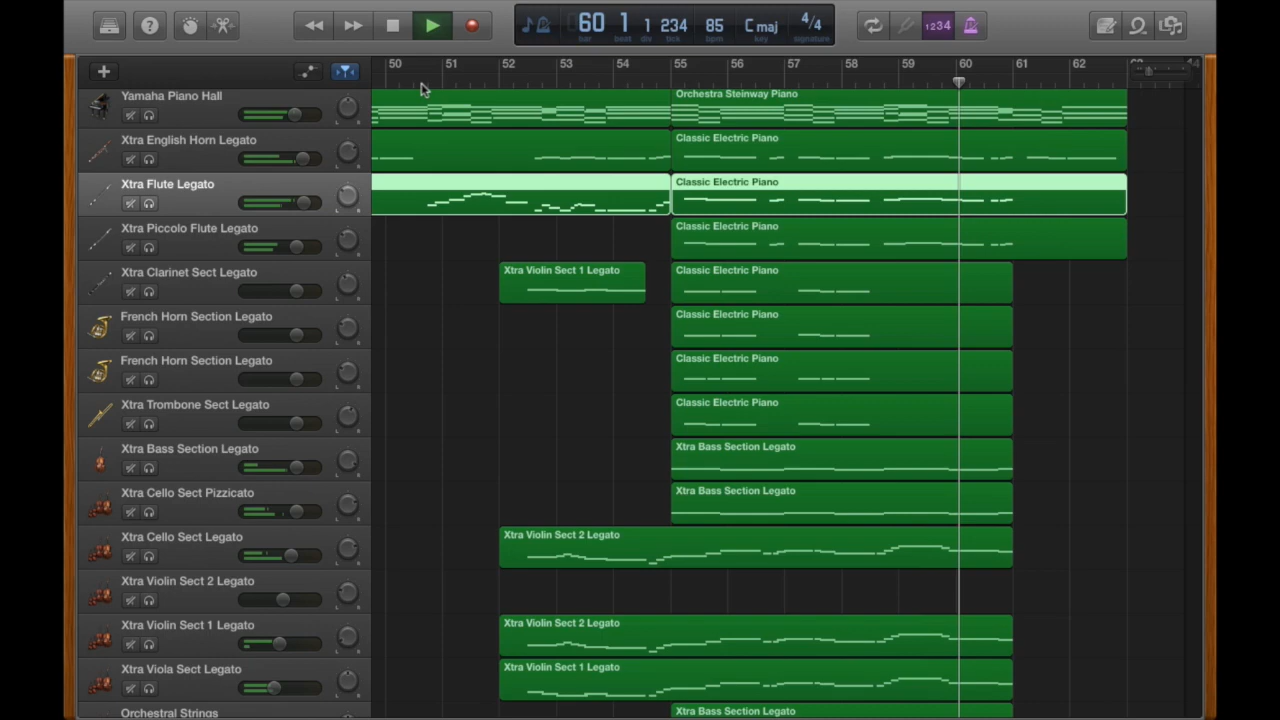 60 1 1 234 85 C maj 4/4
bar beat div tick bpm key signature
1234
50 51 52 53 54 55 56 57 58 59 60 61 62
Yamaha Piano Hall
Orchestra Steinway Piano
Xtra English Horn Legato
Classic Electric Piano
Xtra Flute Legato
Classic Electric Piano
Xtra Piccolo Flute Legato
Classic Electric Piano
Xtra Clarinet Sect Legato
Xtra Violin Sect 1 Legato
Classic Electric Piano
French Horn Section Legato
Classic Electric Piano
French Horn Section Legato
Classic Electric Piano
Xtra Trombone Sect Legato
Classic Electric Piano
Xtra Bass Section Legato
Xtra Bass Section Legato
Xtra Cello Sect Pizzicato
Xtra Bass Section Legato
Xtra Cello Sect Legato
Xtra Violin Sect 2 Legato
Xtra Violin Sect 2 Legato
Xtra Violin Sect 1 Legato
Xtra Violin Sect 2 Legato
Xtra Viola Sect Legato
Xtra Violin Sect 1 Legato
Orchestral Strings
Xtra Bass Section Legato